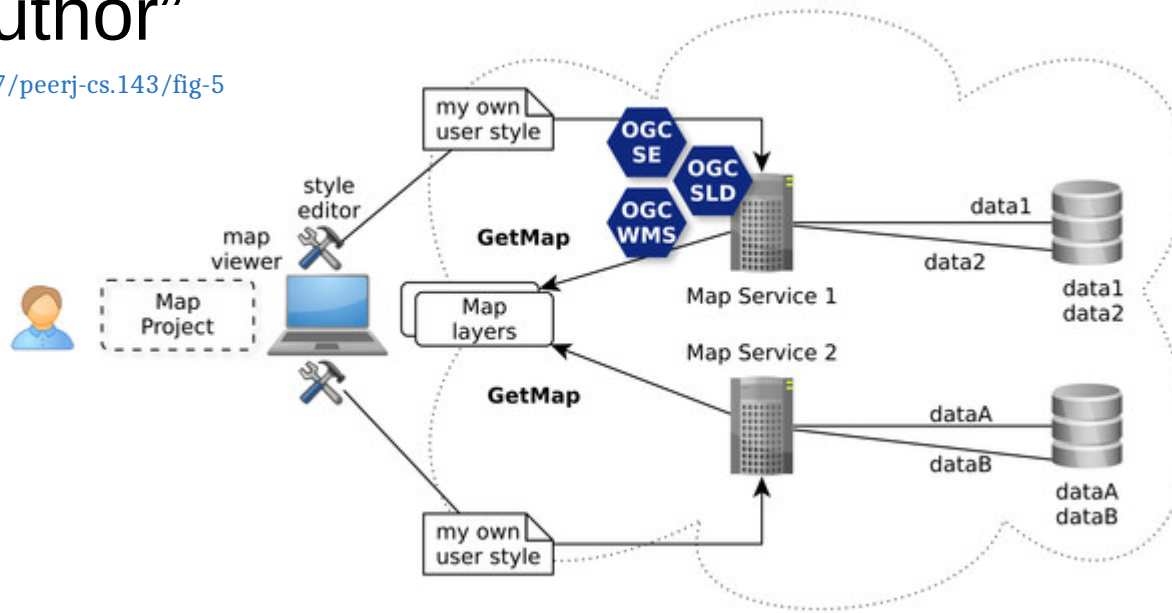 uthor”
7/peerj-cs.143/fig-5
my own
user style
OGC
SE
OGC
SLD
OGC
WMS
style
editor
map
viewer
GetMap
data1
data2
Map
Project
Map
layers
Map Service 1
data1
data2
Map Service 2
GetMap
dataA
dataB
dataA
dataB
my own
user style